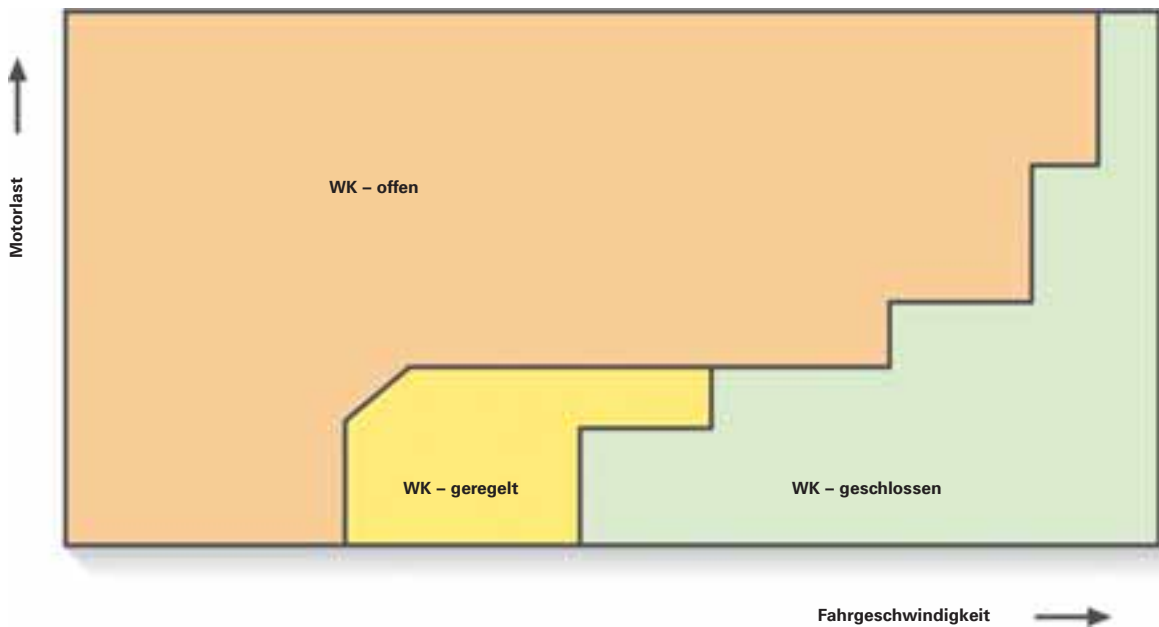 Motorlast
WK – offen
WK – geregelt
WK – geschlossen
Fahrgeschwindigkeit